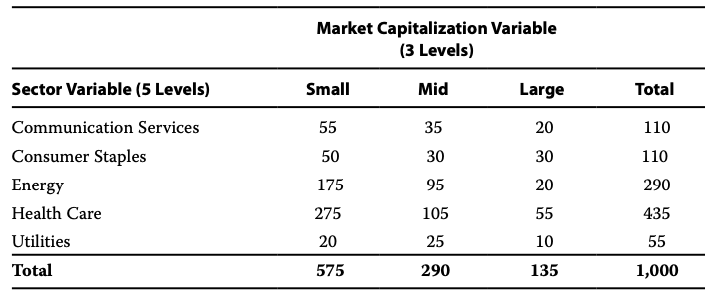 Market Capitalization Variable
(3 Levels)
Sector Variable (5 Levels) Small Mid Large Total
Communication Services 55 35 20 110
Consumer Staples 50 30 30 110
Energy 175 95 20 290
Health Care 275 105 55 435
Utilities 20 25 10 55
Total 575 290 135 1,000